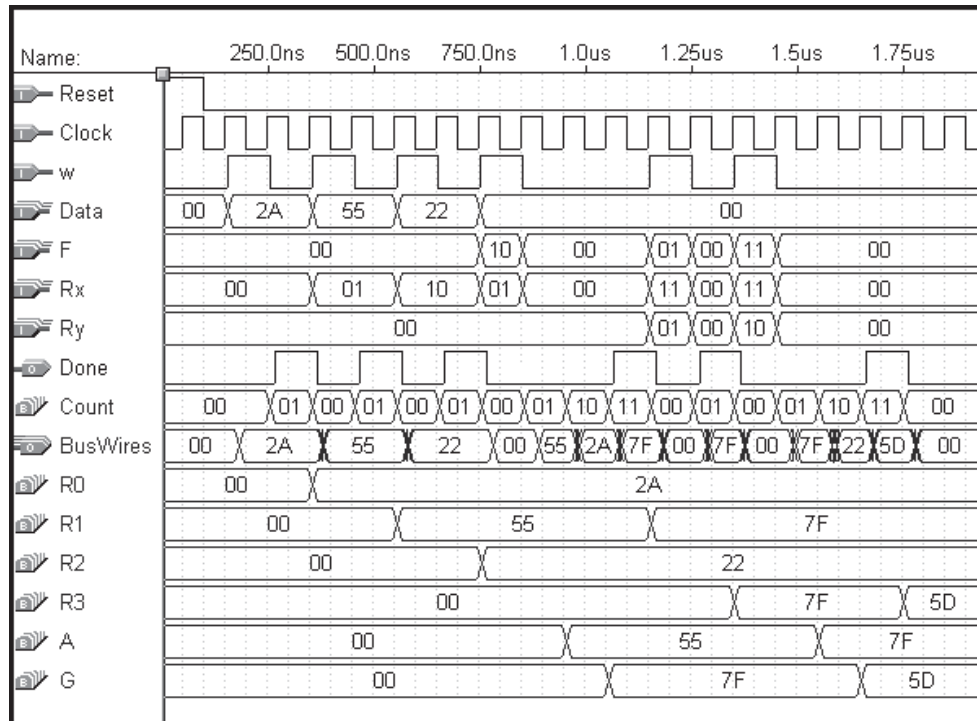 Name: 250.0ns 500.0ns 750.0ns 1.0us 1.25us 1.5us 1.75us
Reset
Clock
w
Data 00 2A 55 22 00
F 00 10 00 01 00 11 00
Rx 00 01 10 01 00 11 00 11 00
Ry 00 01 00 10 00
Done
Count 00 01 00 01 00 01 00 01 10 11 00 01 00 01 10 11 00
BusWires 00 2A 55 22 00 55 2A 7F 00 7F 00 7F 22 5D 00
R0 00 2A
R1 00 55 7F
R2 00 22
R3 00 7F 5D
A 00 55 7F
G 00 7F 5D